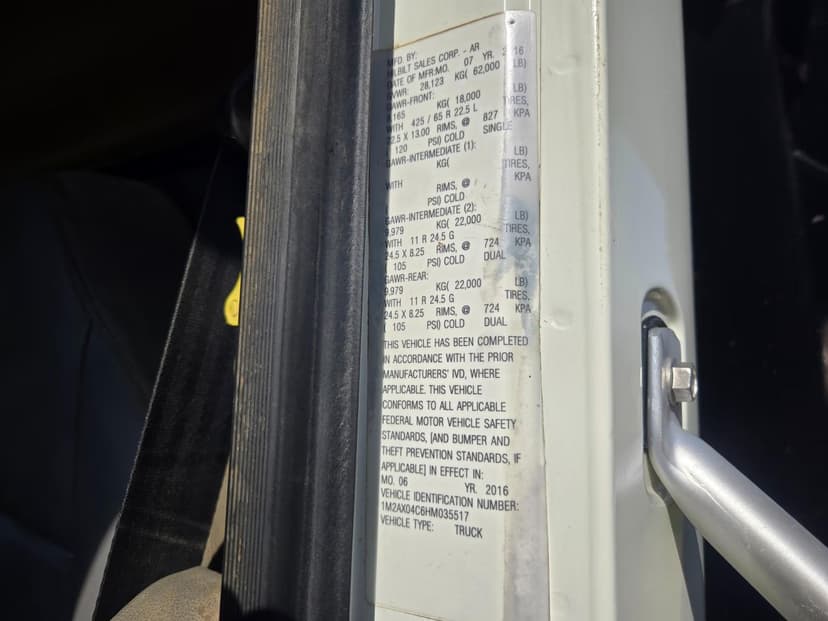 MFD. BY:
HILBILT SALES CORP. - AR
DATE OF MFR:MO. 07 YR. 2016
GVWR: 28,123 KG( 62,000 LB)
GAWR-FRONT:
8,165 KG( 18,000 LB)
WITH 425 / 65 R 22.5 L TIRES,
22.5 X 13.00 RIMS, @ 827 KPA
( 120 PSI) COLD SINGLE
GAWR-INTERMEDIATE (1):
KG( LB)
TIRES,
WITH RIMS, @ KPA
PSI) COLD
GAWR-INTERMEDIATE (2):
9,979 KG( 22,000 LB)
WITH 11 R 24.5 G TIRES,
24.5 X 8.25 RIMS, @ 724 KPA
( 105 PSI) COLD DUAL
GAWR-REAR:
9,979 KG( 22,000 LB)
WITH 11 R 24.5 G TIRES,
24.5 X 8.25 RIMS, @ 724 KPA
( 105 PSI) COLD DUAL
THIS VEHICLE HAS BEEN COMPLETED
IN ACCORDANCE WITH THE PRIOR
MANUFACTURERS' IVD, WHERE
APPLICABLE. THIS VEHICLE
CONFORMS TO ALL APPLICABLE
FEDERAL MOTOR VEHICLE SAFETY
STANDARDS, [AND BUMPER AND
THEFT PREVENTION STANDARDS, IF
APPLICABLE] IN EFFECT IN:
MO. 06 YR. 2016
VEHICLE IDENTIFICATION NUMBER:
1M2AX04C6HM035517
VEHICLE TYPE: TRUCK